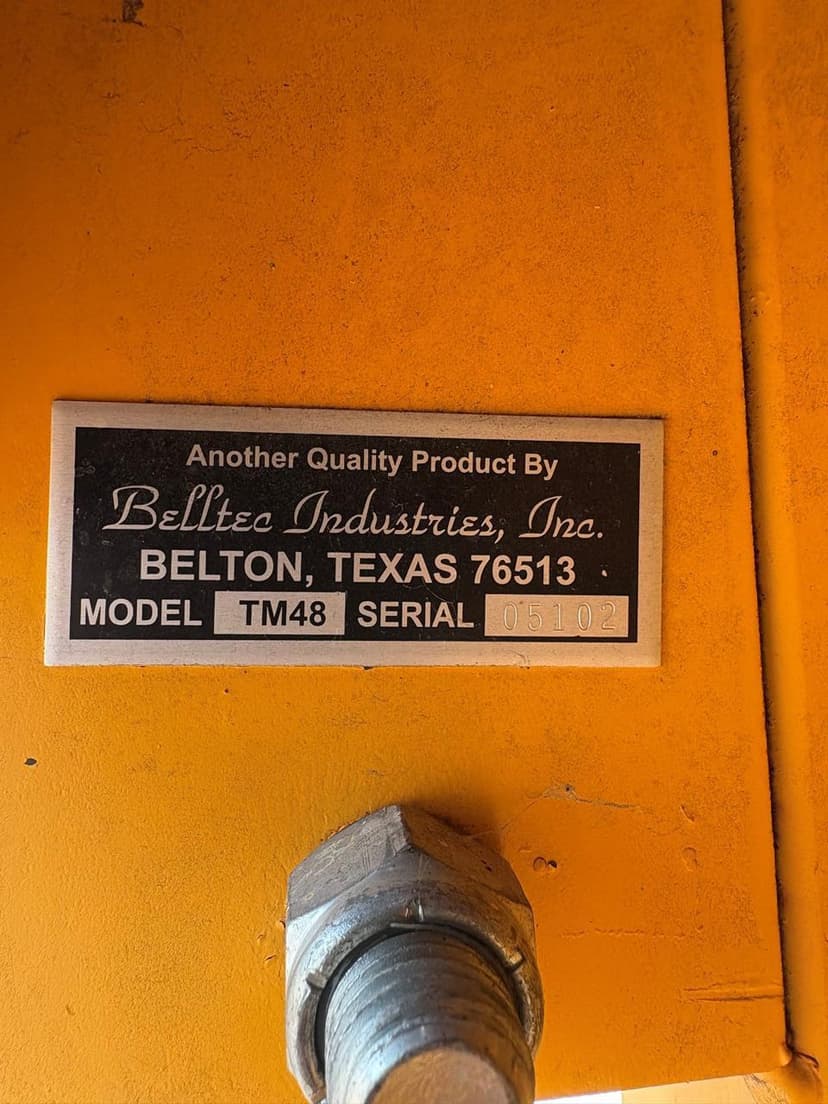 Another Quality Product By
Belltec Industries, Inc.
BELTON, TEXAS 76513
MODEL TM48 SERIAL 05102